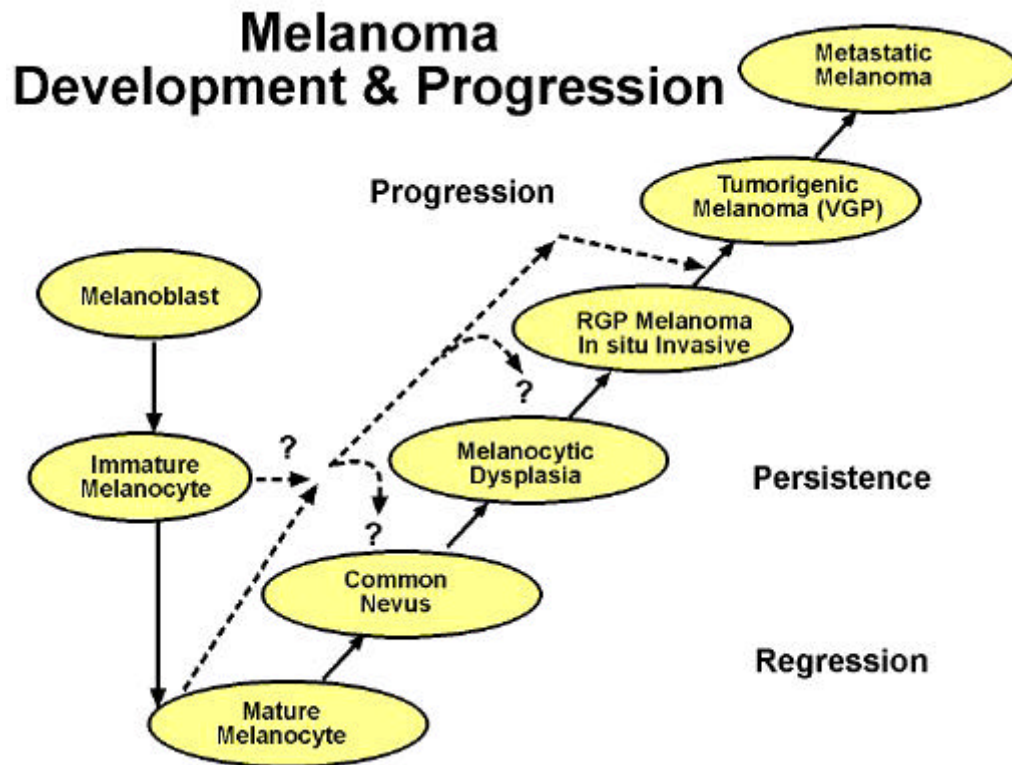 Melanoma
Development & Progression
Metastatic
Melanoma
Progression
Tumorigenic
Melanoma (VGP)
Melanoblast
RGP Melanoma
In situ Invasive
?
?
Immature
Melanocyte
Melanocytic
Dysplasia
Persistence
?
Common
Nevus
Regression
Mature
Melanocyte